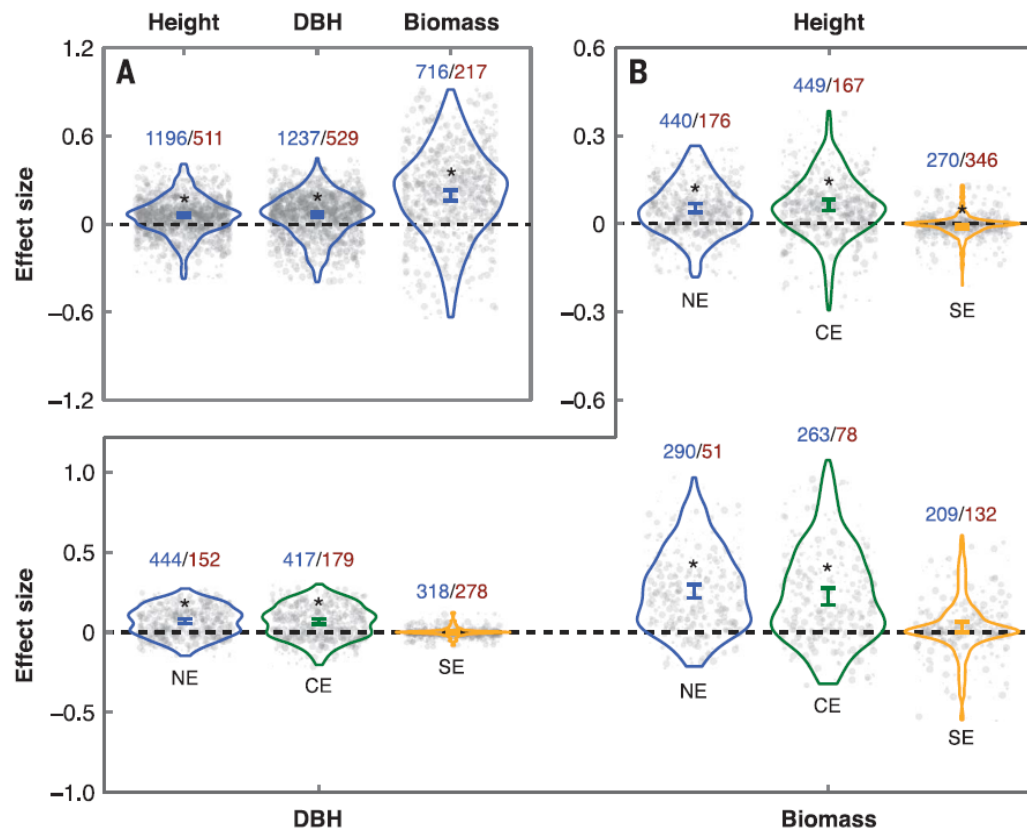 Height DBH Biomass Height
A
1.2
0.6
0
−0.6
−1.2
Effect size
1196/511
1237/529
716/217
*
*
*
B
0.6
0.3
0
−0.3
−0.6
440/176
449/167
270/346
*
*
*
NE
CE
SE
1.0
0.5
0
−0.5
−1.0
Effect size
444/152
417/179
318/278
*
*
NE
CE
SE
290/51
263/78
209/132
*
*
NE
CE
SE
DBH Biomass